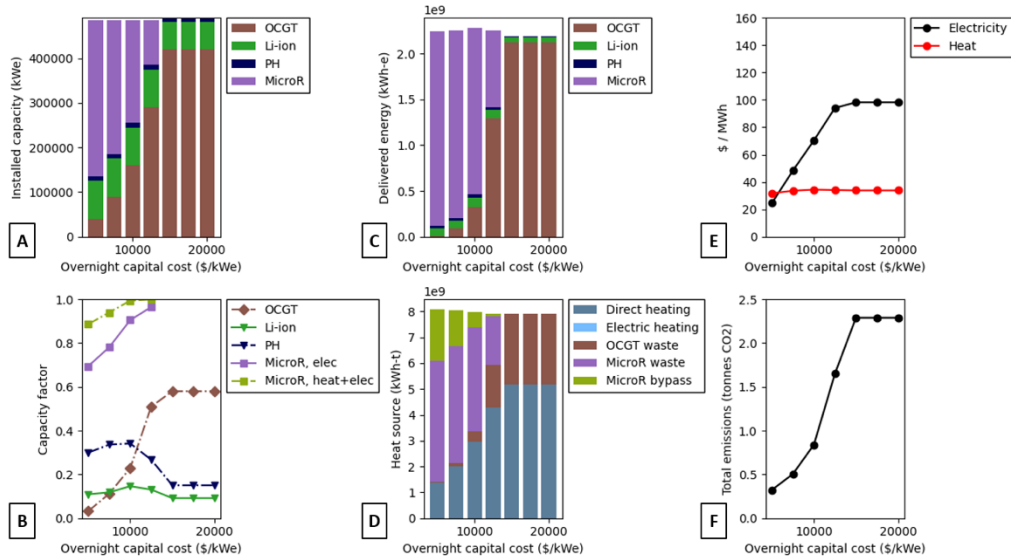 Installed capacity (kWe)
400000
300000
200000
100000
0
10000
20000
Overnight capital cost ($/kWe)
OCGT
Li-ion
PH
MicroR
A
1e9
Delivered energy (kWh-e)
2.0
1.5
1.0
0.5
0.0
10000
20000
Overnight capital cost ($/kWe)
OCGT
Li-ion
PH
MicroR
C
$ / MWh
160
140
120
100
80
60
40
20
0
10000
20000
Overnight capital cost ($/kWe)
Electricity
Heat
E
Capacity factor
1.0
0.8
0.6
0.4
0.2
0.0
10000
20000
Overnight capital cost ($/kWe)
OCGT
Li-ion
PH
MicroR, elec
MicroR, heat+elec
B
1e9
Heat source (kWh-t)
8
7
6
5
4
3
2
1
0
10000
20000
Overnight capital cost ($/kWe)
Direct heating
Electric heating
OCGT waste
MicroR waste
MicroR bypass
D
Total emissions (tonnes CO2)
2.5
2.0
1.5
1.0
0.5
0.0
10000
20000
Overnight capital cost ($/kWe)
F